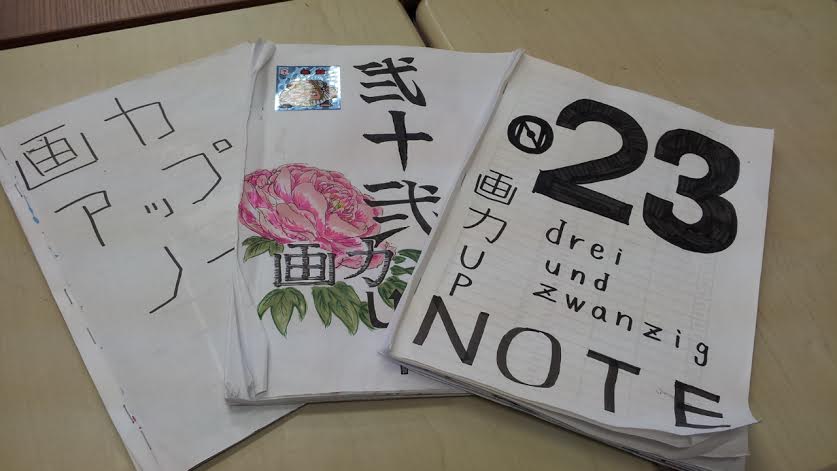 画力
アップ
ノー
弐十弐
画力
N 23
画力UP
drei
und
zwanzig
NOTE